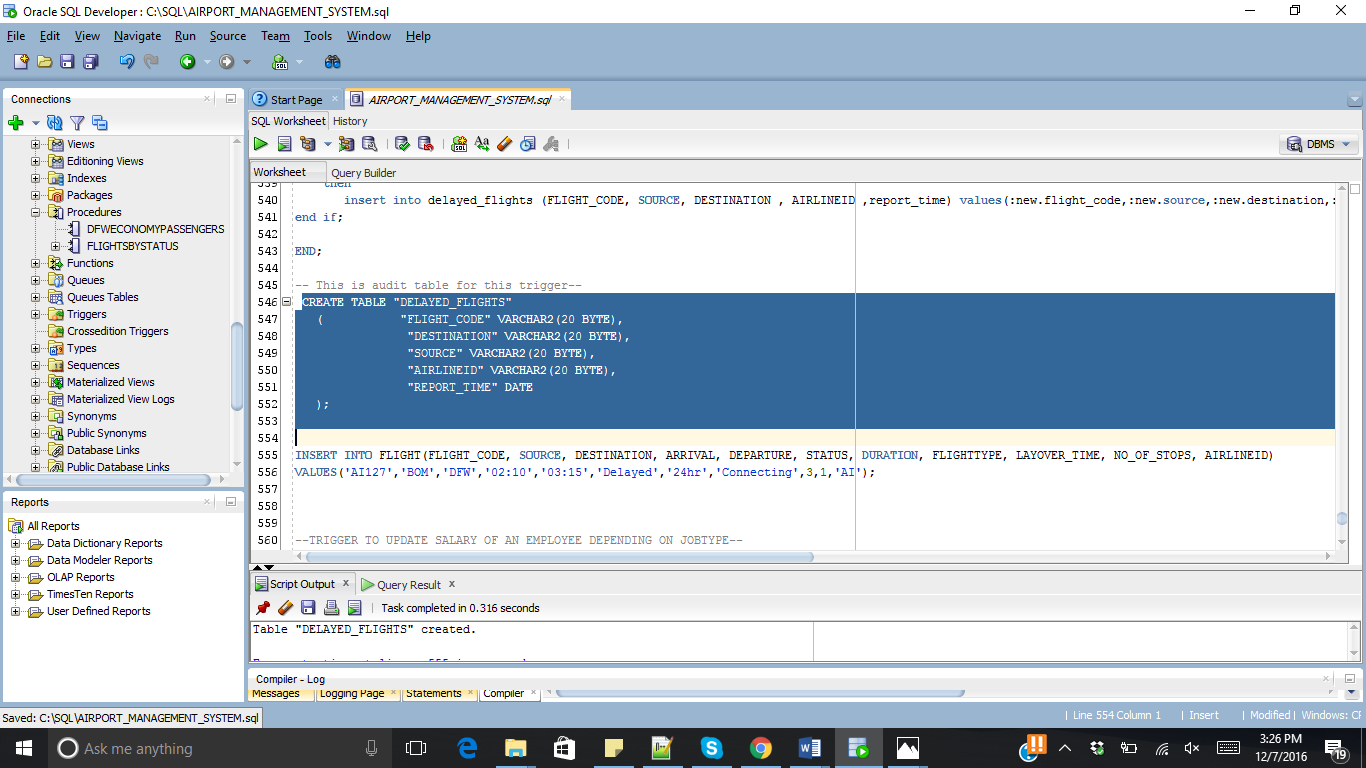 Oracle SQL Developer : C:\SQL\AIRPORT_MANAGEMENT_SYSTEM.sql
File Edit View Navigate Run Source Team Tools Window Help
Connections
Views
Editioning Views
Indexes
Packages
Procedures
DFWECONOMYPASSENGERS
FLIGHTSBYSTATUS
Functions
Queues
Queues Tables
Triggers
Crossedition Triggers
Types
Sequences
Materialized Views
Materialized View Logs
Synonyms
Public Synonyms
Database Links
Public Database Links
Reports
All Reports
Data Dictionary Reports
Data Modeler Reports
OLAP Reports
TimesTen Reports
User Defined Reports
Start Page AIRPORT_MANAGEMENT_SYSTEM.sql
SQL Worksheet History
DBMS
Worksheet Query Builder
539 then
540 insert into delayed_flights (FLIGHT_CODE, SOURCE, DESTINATION , AIRLINEID ,report_time) values(:new.flight_code,:new.source,:new.destination,:
541 end if;
542
543 END;
544
545 -- This is audit table for this trigger--
546 CREATE TABLE "DELAYED_FLIGHTS"
547 ( "FLIGHT_CODE" VARCHAR2(20 BYTE),
548 "DESTINATION" VARCHAR2(20 BYTE),
549 "SOURCE" VARCHAR2(20 BYTE),
550 "AIRLINEID" VARCHAR2(20 BYTE),
551 "REPORT_TIME" DATE
552 );
553
554
555 INSERT INTO FLIGHT(FLIGHT_CODE, SOURCE, DESTINATION, ARRIVAL, DEPARTURE, STATUS, DURATION, FLIGHTTYPE, LAYOVER_TIME, NO_OF_STOPS, AIRLINEID)
556 VALUES('AI127','BOM','DFW','02:10','03:15','Delayed','24hr','Connecting',3,1,'AI');
557
558
559
560 --TRIGGER TO UPDATE SALARY OF AN EMPLOYEE DEPENDING ON JOBTYPE--
Script Output Query Result
Task completed in 0.316 seconds
Table "DELAYED_FLIGHTS" created.
Compiler - Log
Messages Logging Page Statements Compiler
Saved: C:\SQL\AIRPORT_MANAGEMENT_SYSTEM.sql
Line 554 Column 1 Insert Modified Windows: CF
Ask me anything
3:26 PM
12/7/2016
19